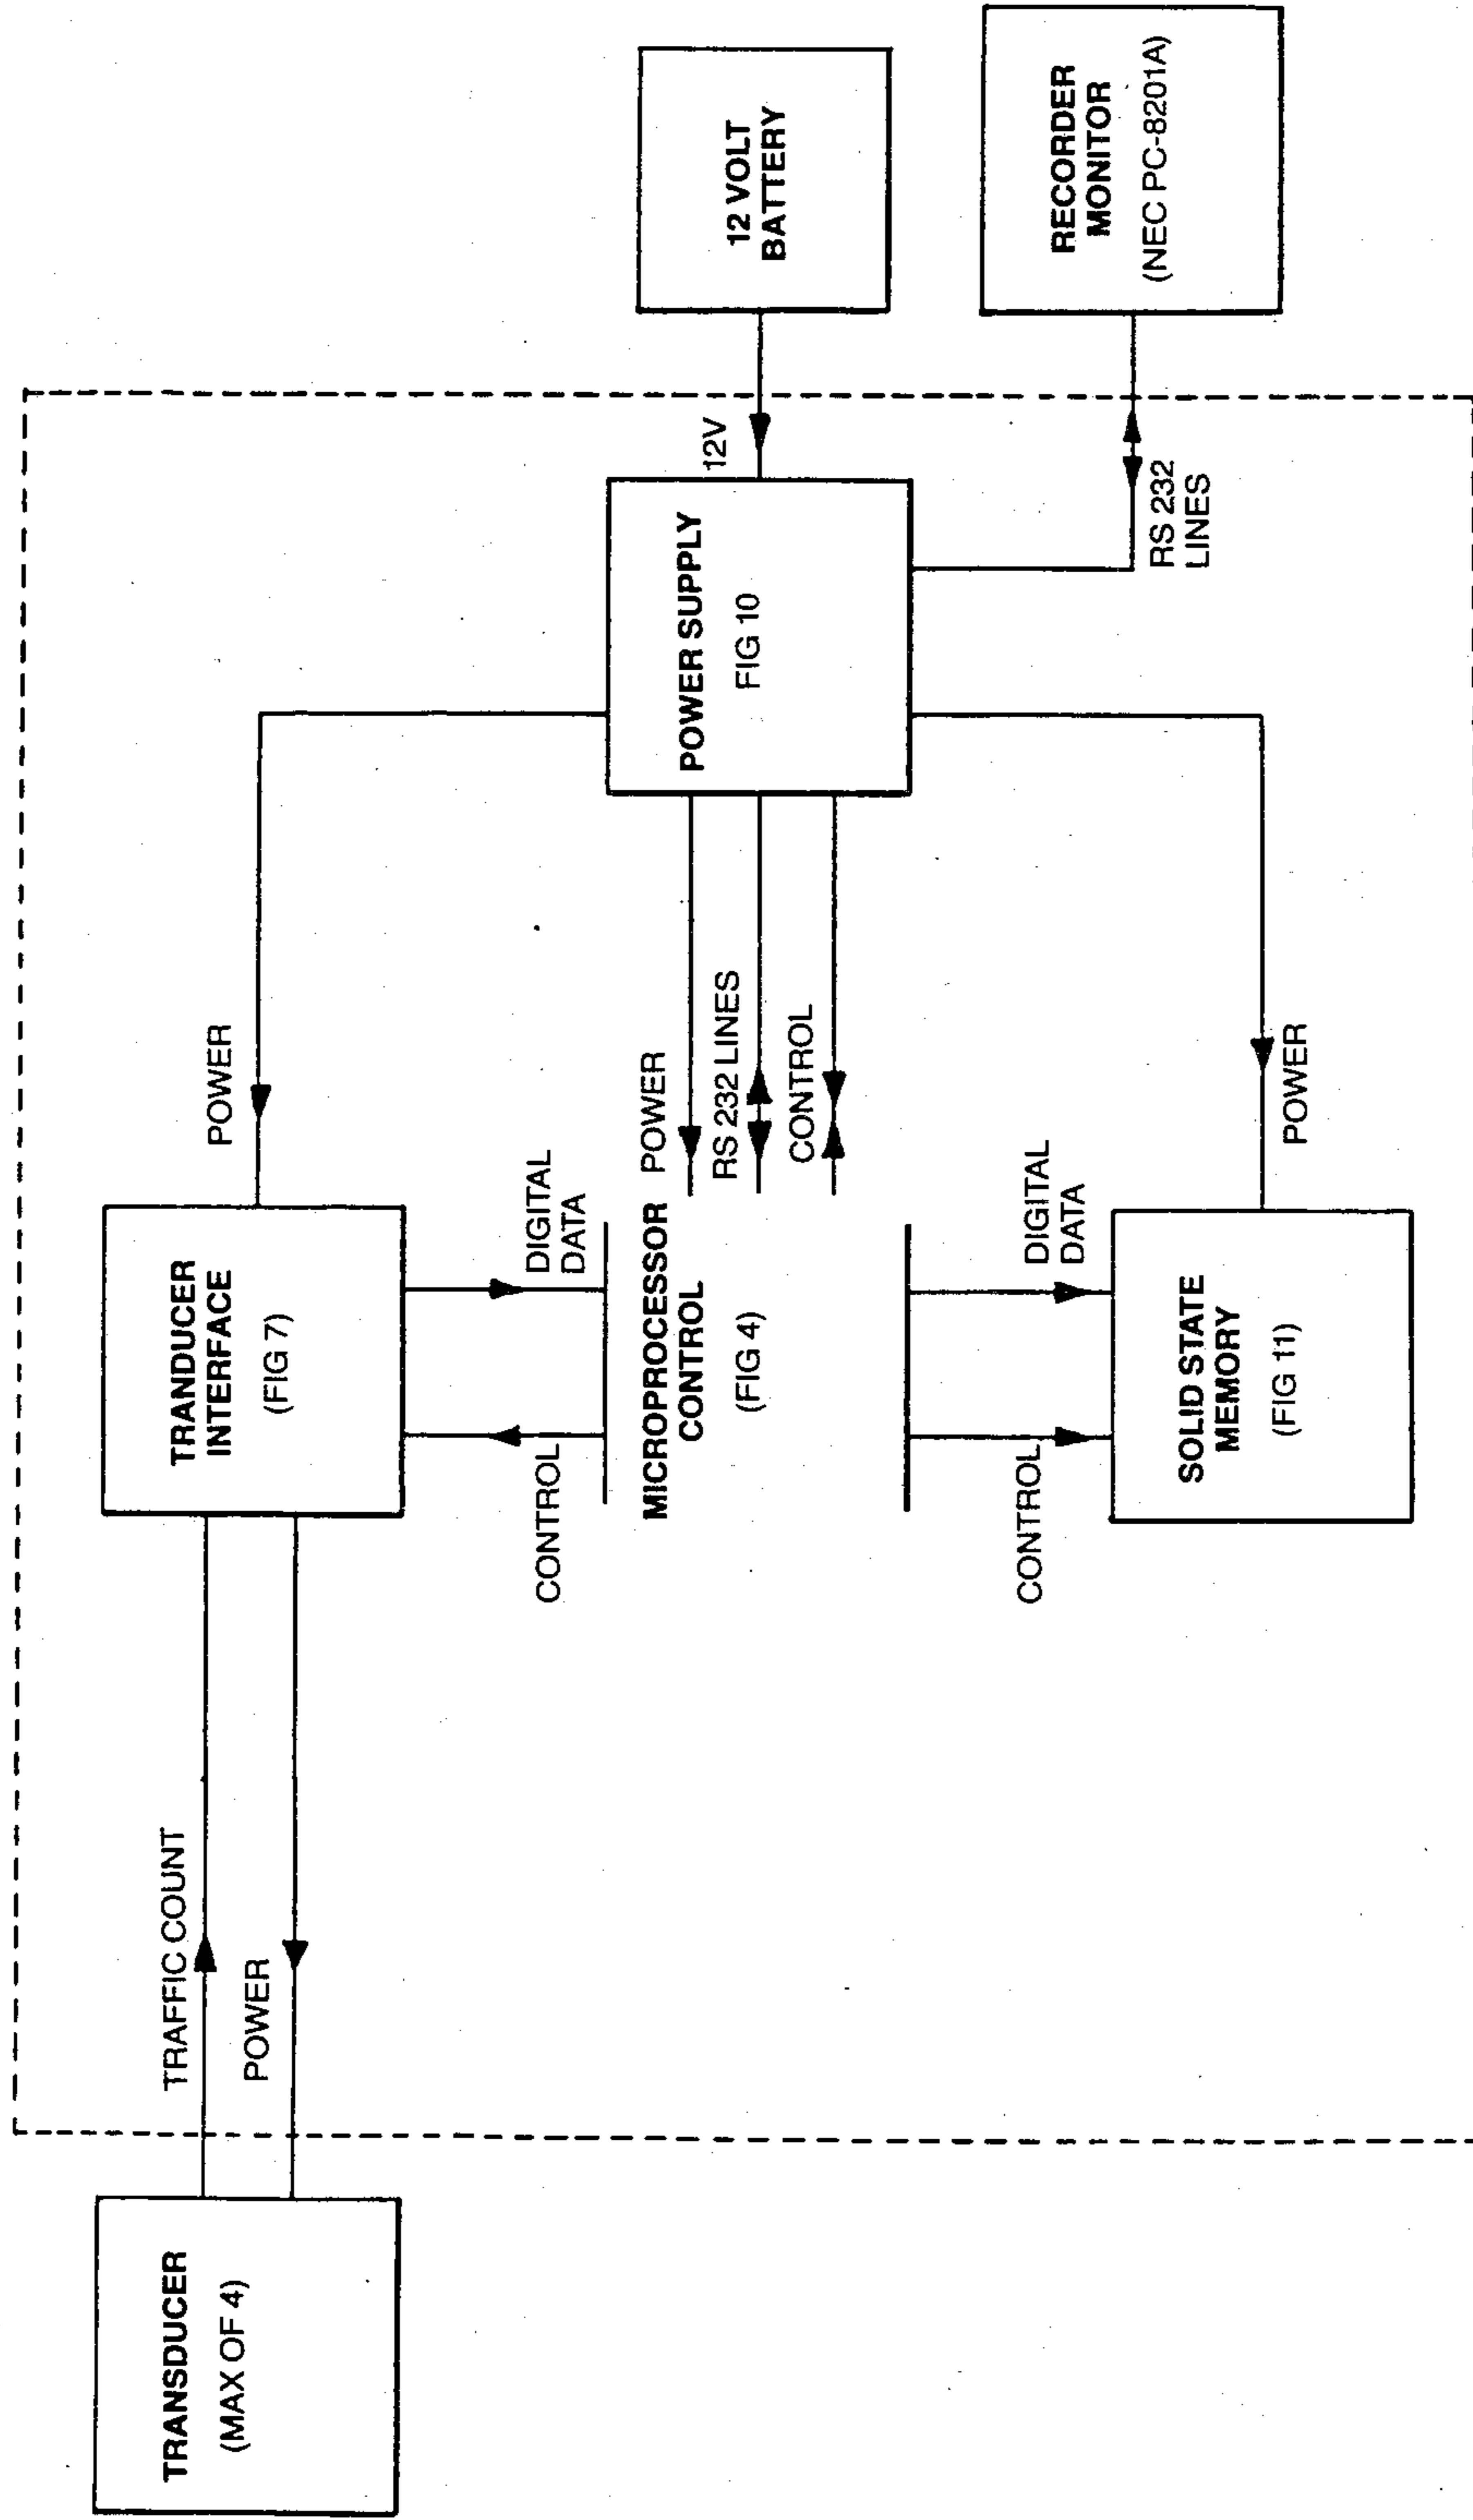 TRANSDUCER
(MAX OF 4)
TRAFFIC COUNT
POWER
TRANDUCER
INTERFACE
(FIG 7)
POWER
CONTROL
DIGITAL
DATA
MICROPROCESSOR
CONTROL
(FIG 4)
POWER
RS 232 LINES
CONTROL
CONTROL
DIGITAL
DATA
SOLID STATE
MEMORY
(FIG 11)
POWER
POWER SUPPLY
FIG 10
12V
RS 232
LINES
12 VOLT
BATTERY
RECORDER
MONITOR
(NEC PC-8201A)